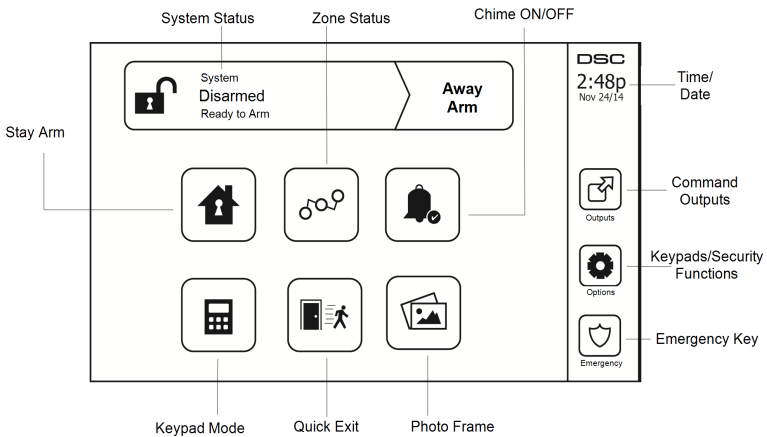 System Status
Zone Status
Chime ON/OFF
Stay Arm
System
Disarmed
Ready to Arm
Away
Arm
DSC
2:48p
Nov 24/14
Time/
Date
Outputs
Command
Outputs
Options
Keypads/Security
Functions
Emergency
Emergency Key
Keypad Mode
Quick Exit
Photo Frame